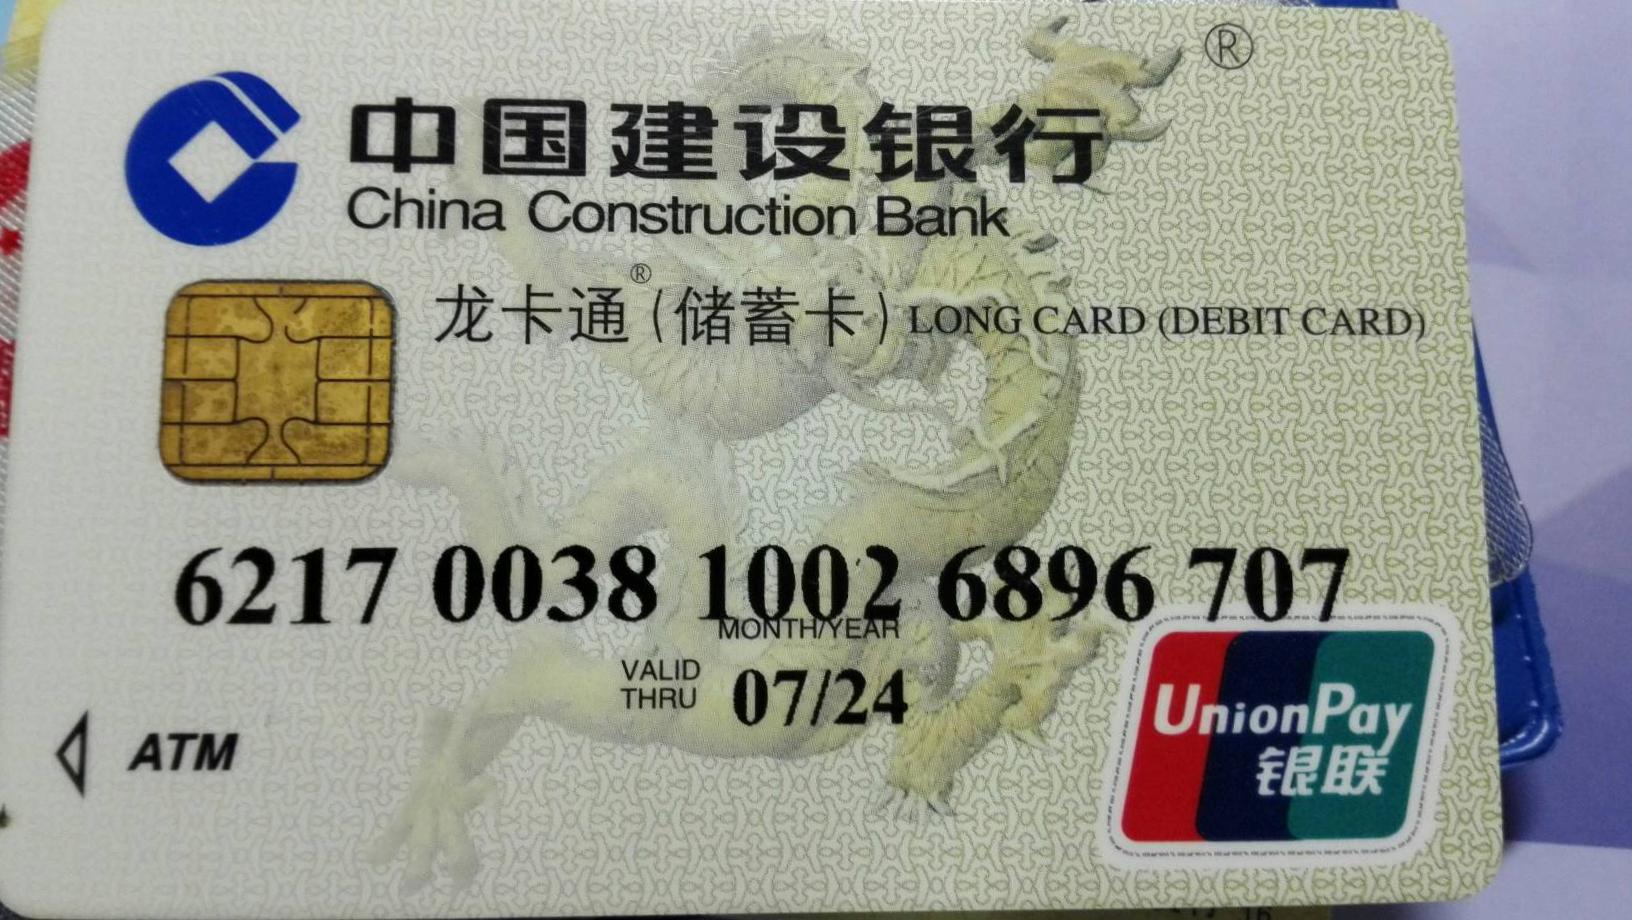 ®
中国建设银行
China Construction Bank
龙卡通®(储蓄卡) LONG CARD (DEBIT CARD)
6217 0038 1002 6896 707
MONTH/YEAR
VALID
THRU 07/24
ATM
UnionPay
银联